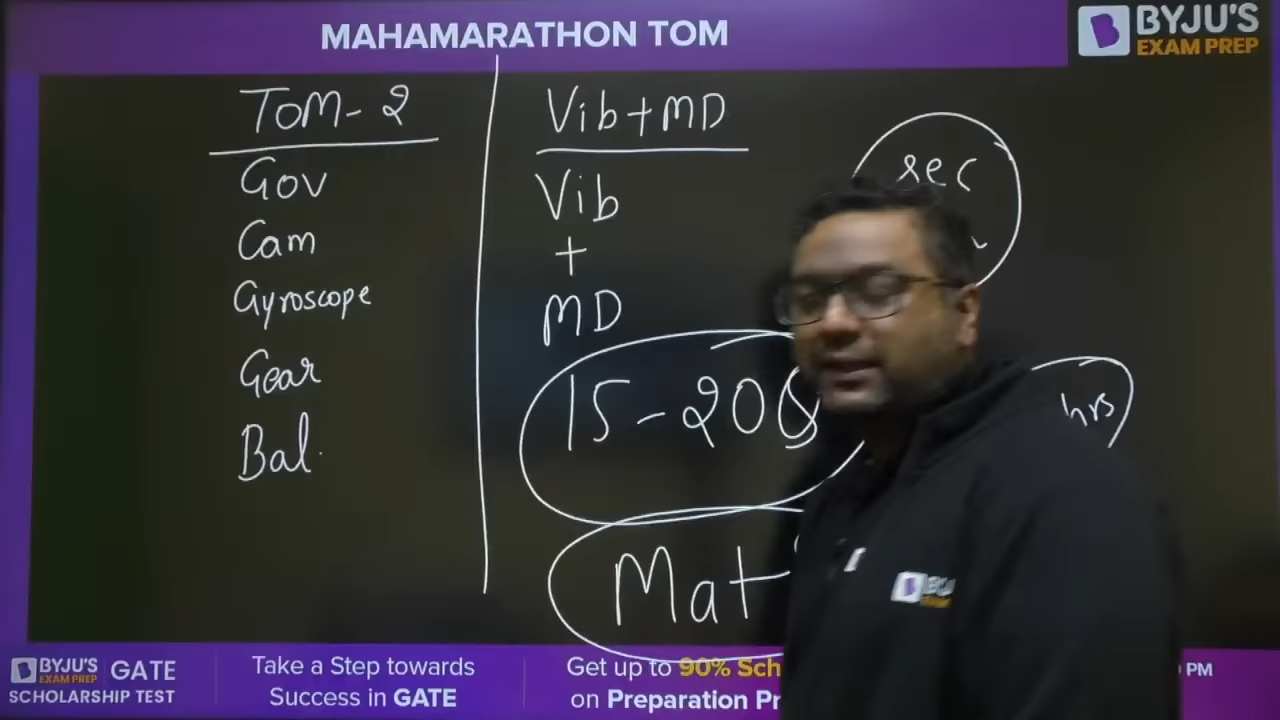 MAHAMARATHON TOM
BYJU'S
EXAM PREP
TOM-2
Gov
Cam
Gyroscope
Gear
Bal.
Vib+MD
Vib
+
MD
15-20
Mat
sec
hrs
BYJU'S
EXAM PREP
GATE
SCHOLARSHIP TEST
Take a Step towards
Success in GATE
Get up to 90% Sch
on Preparation Pr
PM